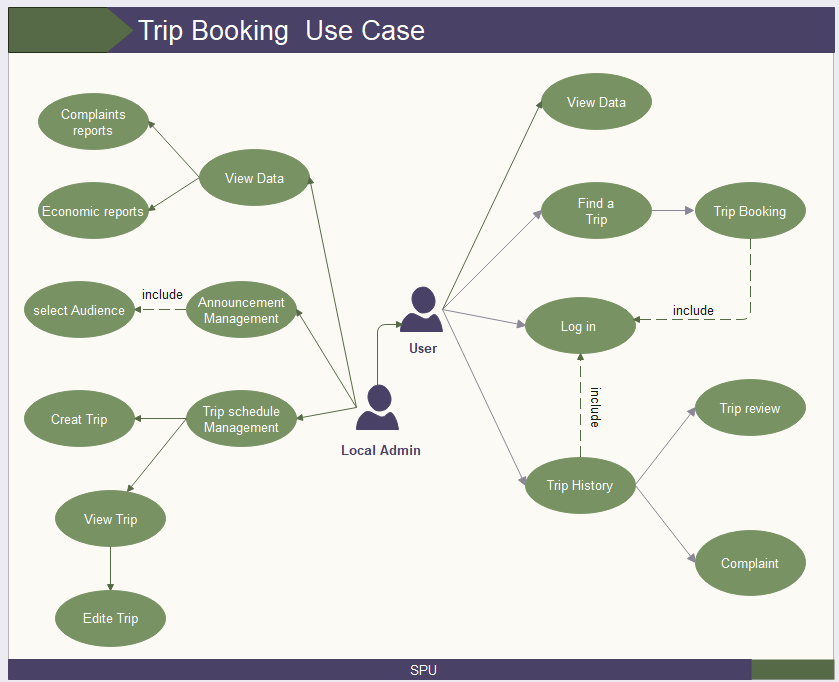 Trip Booking  Use Case
Complaints
reports
View Data
Economic reports
select Audience
include
Announcement
Management
Creat Trip
Trip schedule
Management
View Trip
Edite Trip
User
Local Admin
View Data
Find a
Trip
Trip Booking
Log in
include
include
Trip History
Trip review
Complaint
SPU